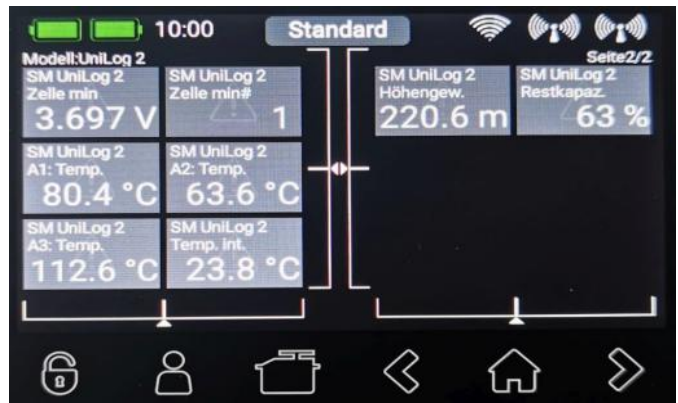 10:00 Standard
Modell:UniLog 2 Seite2/2
SM UniLog 2
Zelle min
3.697 V
SM UniLog 2
Zelle min#
1
SM UniLog 2
Höhengew.
220.6 m
SM UniLog 2
Restkapaz.
63 %
SM UniLog 2
A1: Temp.
80.4 °C
SM UniLog 2
A2: Temp.
63.6 °C
SM UniLog 2
A3: Temp.
112.6 °C
SM UniLog 2
Temp. int.
23.8 °C